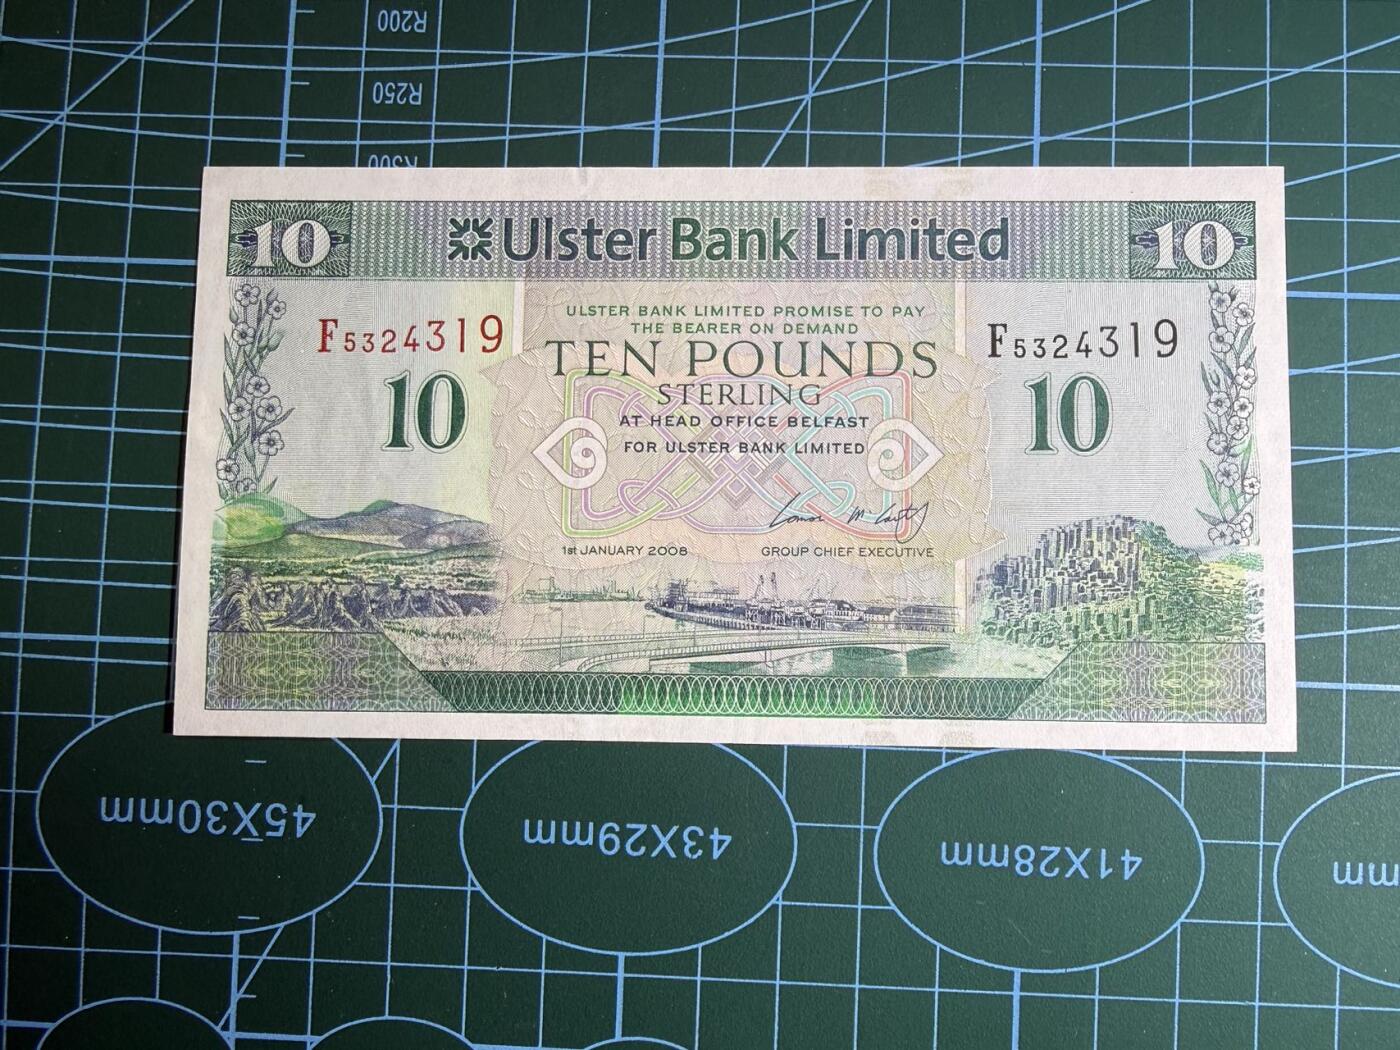 R200
R250
R300
10 Ulster Bank Limited 10
ULSTER BANK LIMITED PROMISE TO PAY
THE BEARER ON DEMAND
F5324319 F5324319
TEN POUNDS
STERLING
10 10
AT HEAD OFFICE BELFAST
FOR ULSTER BANK LIMITED
1st JANUARY 2008 GROUP CHIEF EXECUTIVE
45X30mm
43X29mm
41X28mm
mm